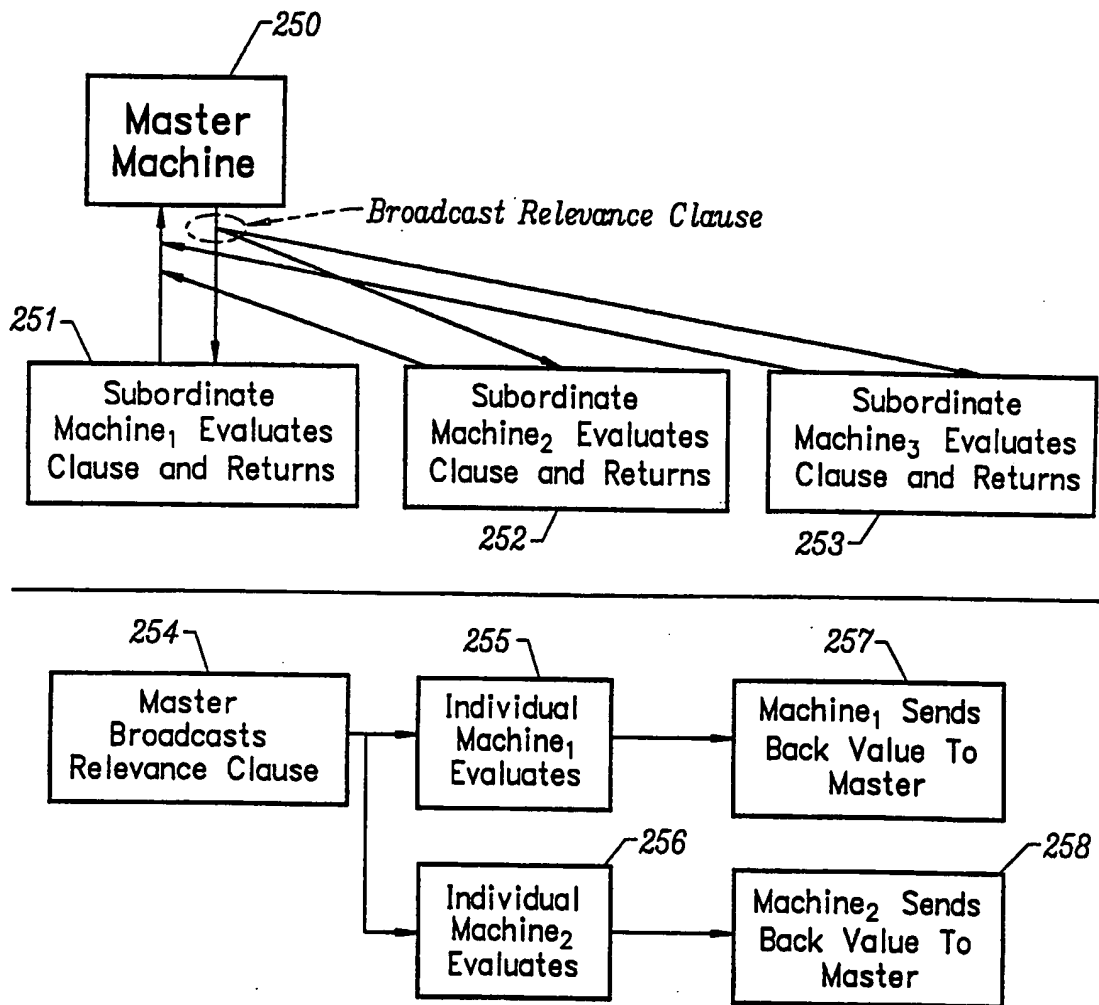 250
Master
Machine
Broadcast Relevance Clause
251
Subordinate
Machine₁ Evaluates
Clause and Returns
Subordinate
Machine₂ Evaluates
Clause and Returns
252
Subordinate
Machine₃ Evaluates
Clause and Returns
253
254
Master
Broadcasts
Relevance Clause
255
Individual
Machine₁
Evaluates
257
Machine₁ Sends
Back Value To
Master
256
Individual
Machine₂
Evaluates
258
Machine₂ Sends
Back Value To
Master